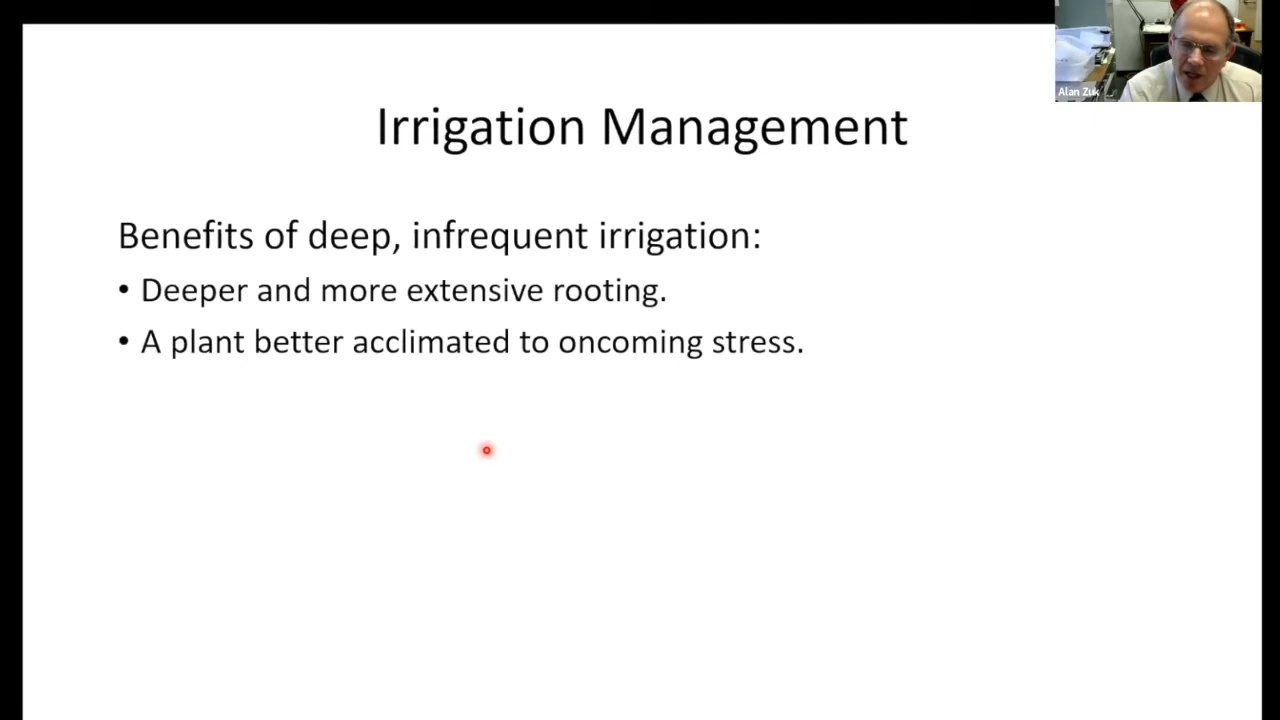 Alan Zuk
Irrigation Management
Benefits of deep, infrequent irrigation:
• Deeper and more extensive rooting.
• A plant better acclimated to oncoming stress.